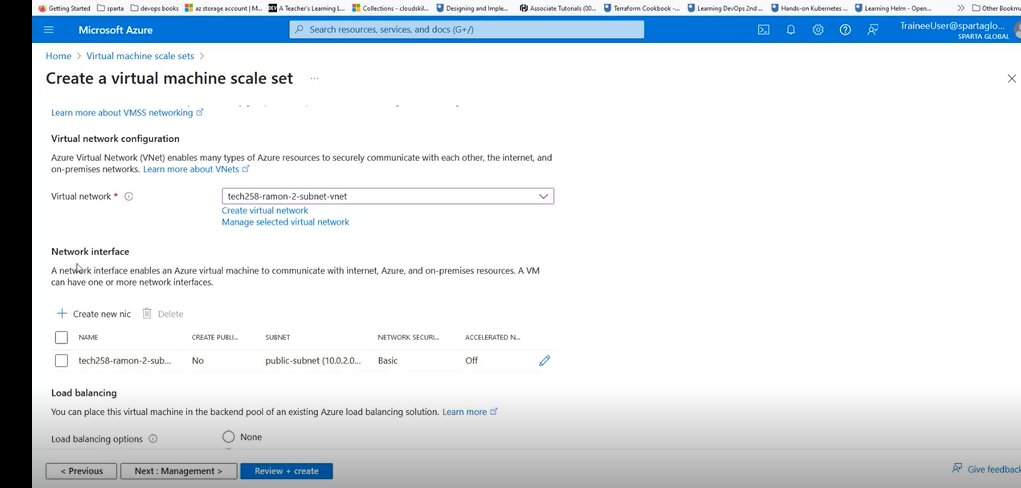 Getting Started sparta devops books az storage account | M... A Teacher's Learning L... Collections - cloudskil... Designing and Imple... Associate Tutorials (00... Terraform Cookbook -... Learning DevOps 2nd... Hands-on Kubernetes ... Learning Helm - Open... Other Bookma
Microsoft Azure
Search resources, services, and docs (G+/)
TraineeUser@spartaglo...
SPARTA GLOBAL
Home > Virtual machine scale sets >
Create a virtual machine scale set ...
Learn more about VMSS networking
Virtual network configuration
Azure Virtual Network (VNet) enables many types of Azure resources to securely communicate with each other, the internet, and
on-premises networks. Learn more about VNets
Virtual network *
tech258-ramon-2-subnet-vnet
Create virtual network
Manage selected virtual network
Network interface
A network interface enables an Azure virtual machine to communicate with internet, Azure, and on-premises resources. A VM
can have one or more network interfaces.
+ Create new nic Delete
NAME CREATE PUBLI... SUBNET NETWORK SECURI... ACCELERATED N...
tech258-ramon-2-sub... No public-subnet (10.0.2.0... Basic Off
Load balancing
You can place this virtual machine in the backend pool of an existing Azure load balancing solution. Learn more
Load balancing options None
< Previous Next : Management > Review + create
Give feedback